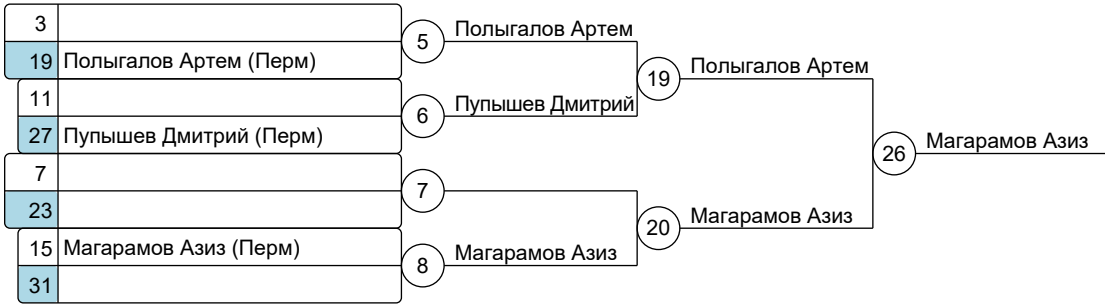 3
19 Полыгалов Артем (Перм)
11
27 Пупышев Дмитрий (Перм)
7
23
15 Магарамов Азиз (Перм)
31
5 Полыгалов Артем
6 Пупышев Дмитрий
7
8 Магарамов Азиз
19 Полыгалов Артем
20 Магарамов Азиз
26 Магарамов Азиз